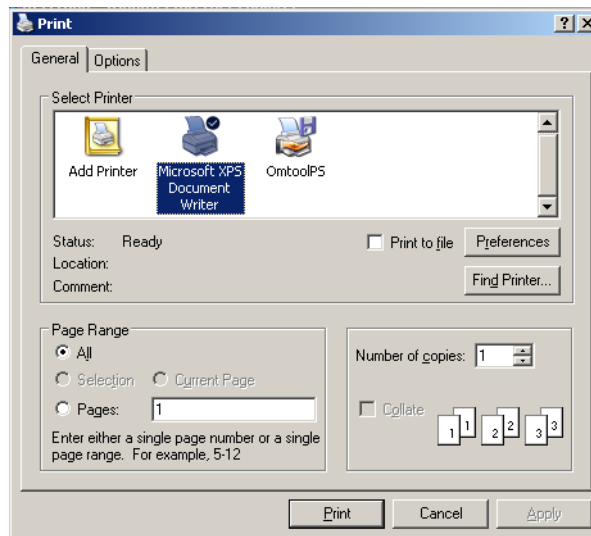 Print
General
Options
Select Printer
Add Printer
Microsoft XPS
Document
Writer
OmtoolPS
Status: Ready
Location:
Comment:
Print to file
Preferences
Find Printer...
Page Range
All
Selection
Current Page
Pages: 1
Enter either a single page number or a single
page range. For example, 5-12
Number of copies: 1
Collate
1 1 2 2 3 3
Print
Cancel
Apply